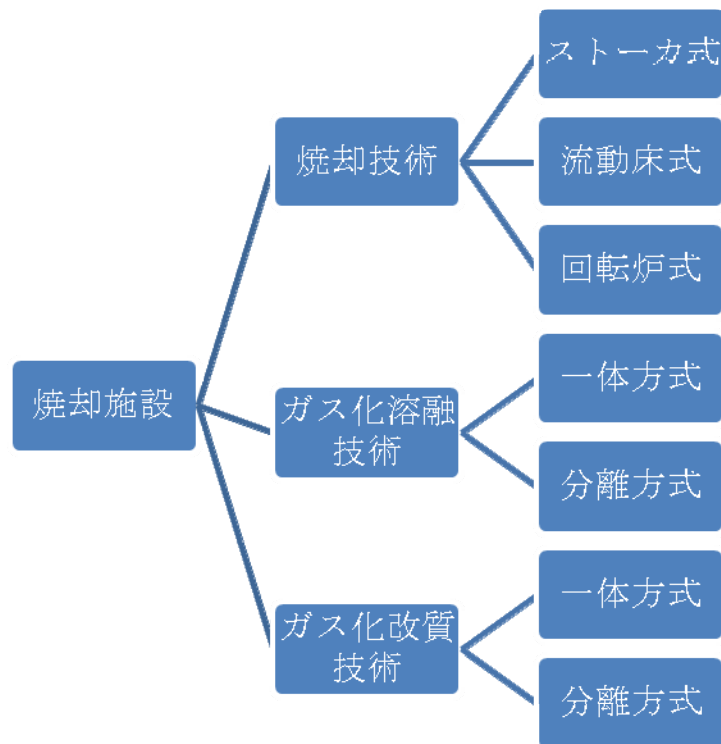 焼却施設
焼却技術
ストーカ式
流動床式
回転炉式
ガス化溶融
技術
一体方式
分離方式
ガス化改質
技術
一体方式
分離方式